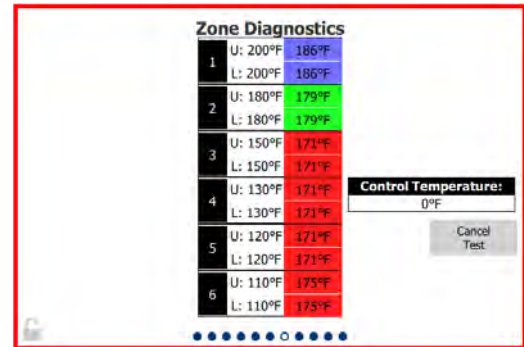 Zone Diagnostics
1
U: 200°F 186°F
L: 200°F 186°F
2
U: 180°F 179°F
L: 180°F 179°F
3
U: 150°F 171°F
L: 150°F 171°F
4
U: 130°F 171°F
L: 130°F 171°F
5
U: 120°F 171°F
L: 120°F 171°F
6
U: 110°F 175°F
L: 110°F 175°F
Control Temperature:
0°F
Cancel
Test